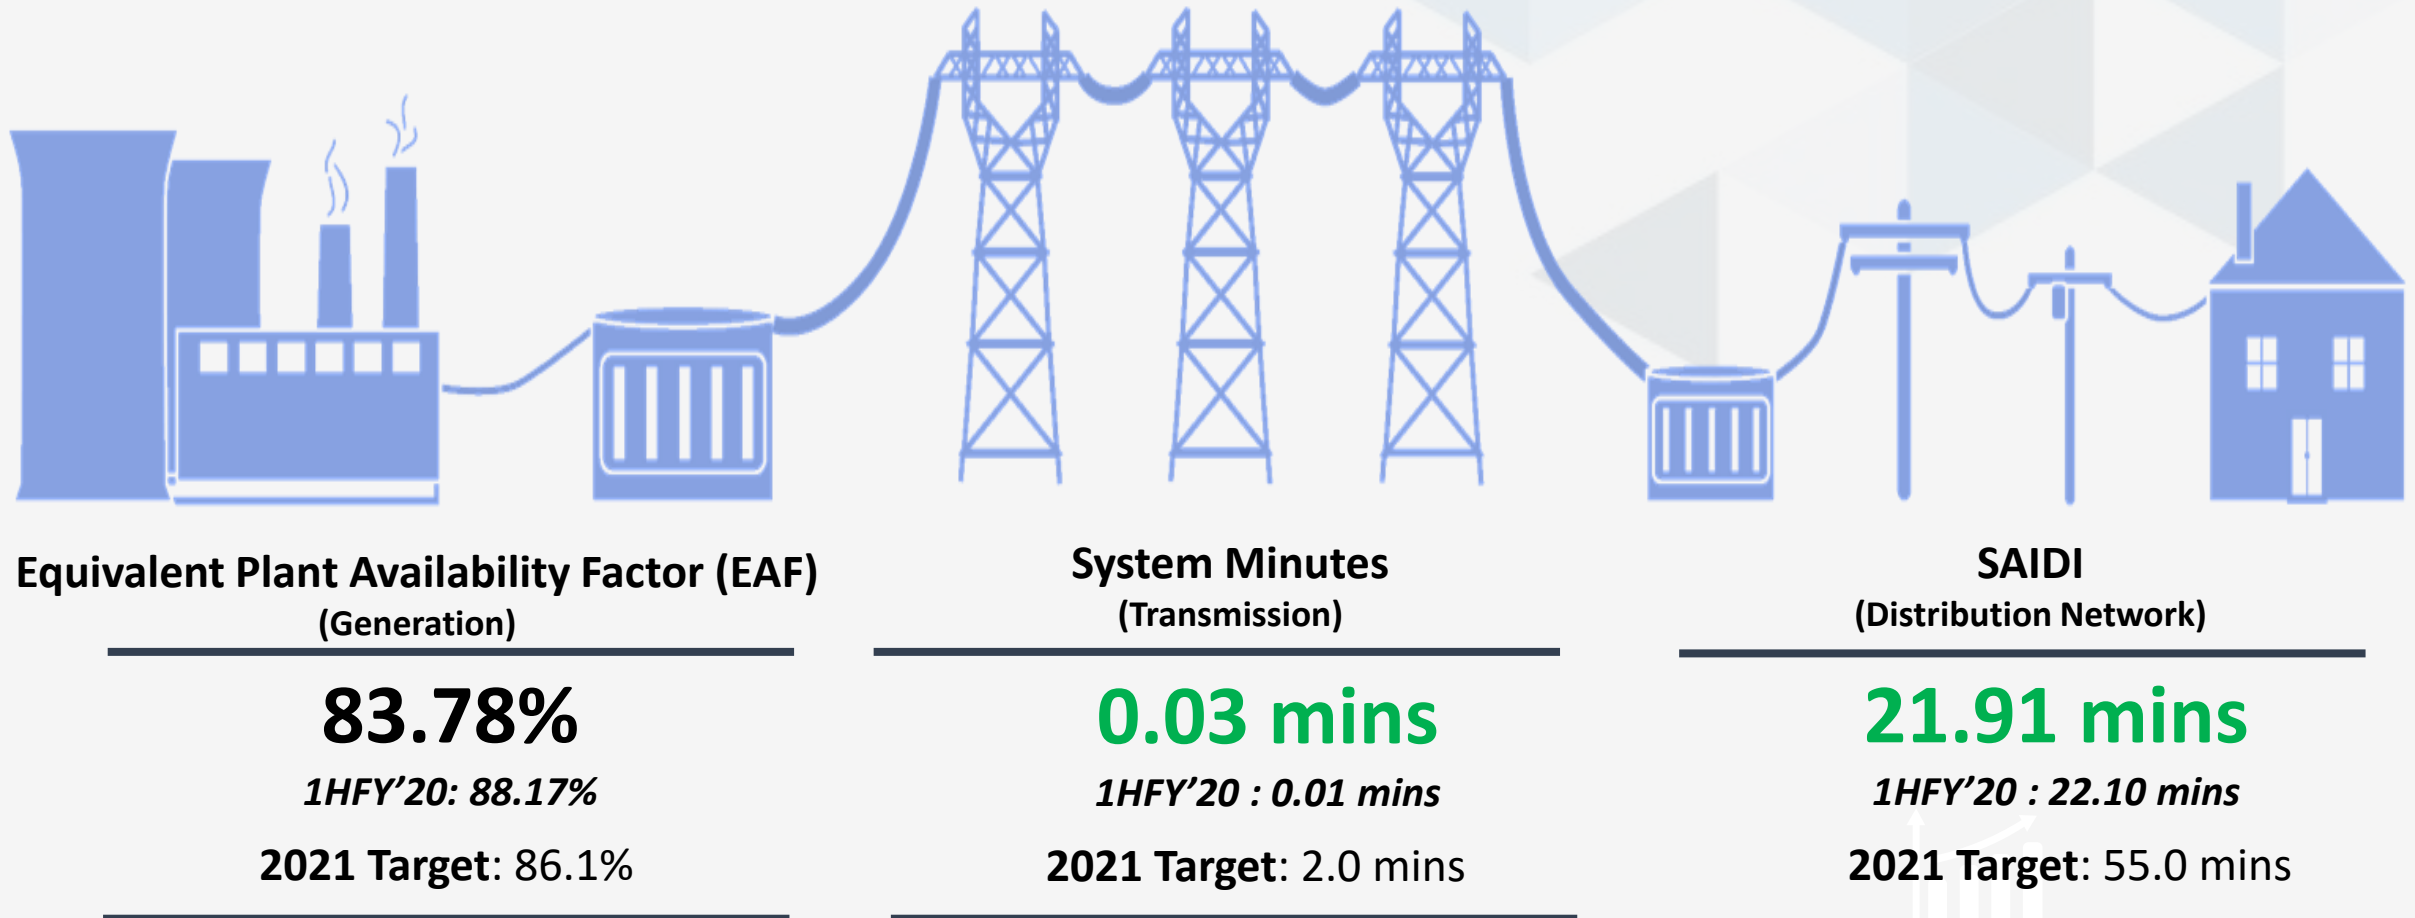 Equivalent Plant Availability Factor (EAF)
(Generation)
83.78%
1HFY’20: 88.17%
2021 Target: 86.1%
System Minutes
(Transmission)
0.03 mins
1HFY’20 : 0.01 mins
2021 Target: 2.0 mins
SAIDI
(Distribution Network)
21.91 mins
1HFY’20 : 22.10 mins
2021 Target: 55.0 mins